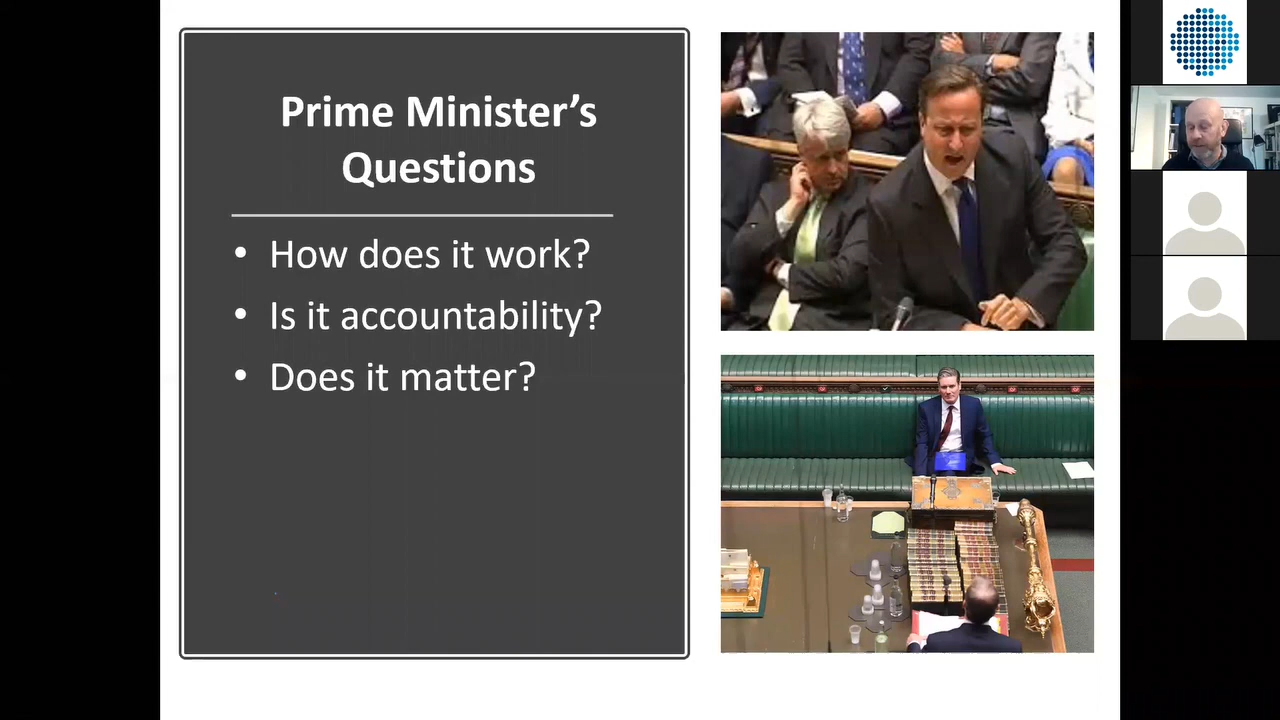 Prime Minister’s
Questions
• How does it work?
• Is it accountability?
• Does it matter?